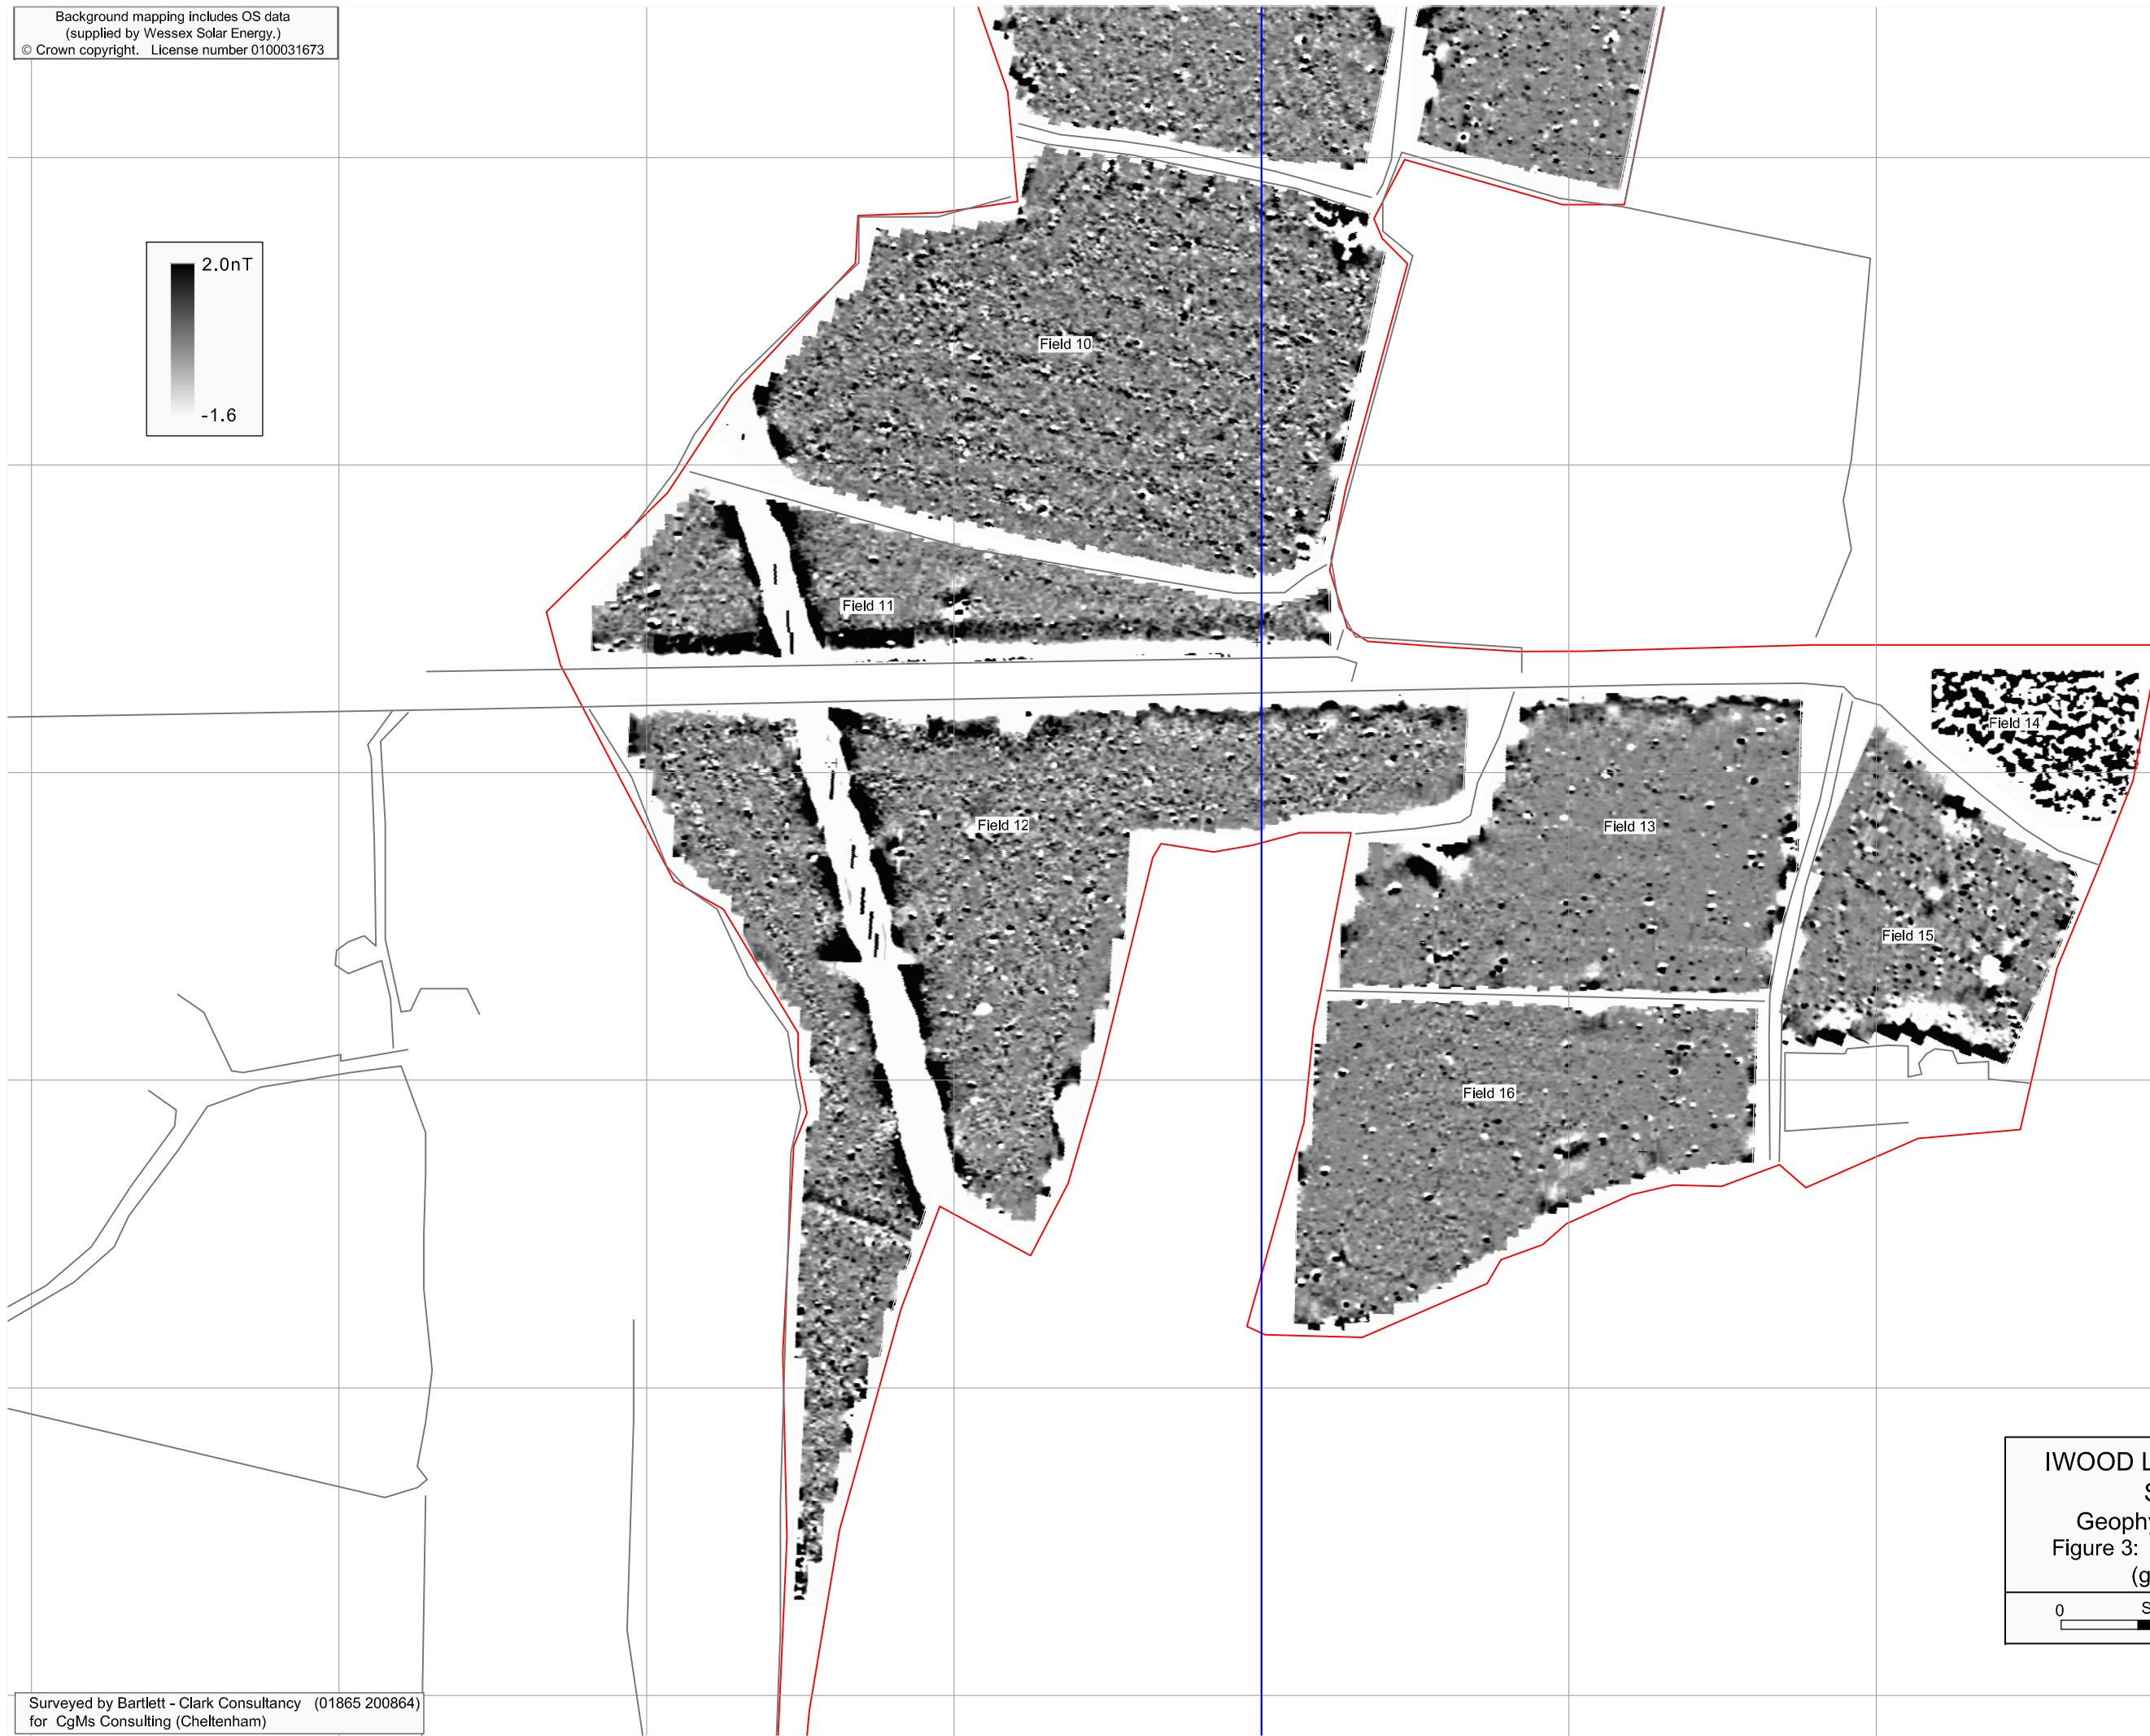 Background mapping includes OS data
(supplied by Wessex Solar Energy.)
© Crown copyright. License number 0100031673
2.0nT
-1.6
Field 10
Field 11
Field 12
Field 13
Field 14
Field 15
Field 16
IWOOD L
S
Geophy
Figure 3:
(g
0 S
Surveyed by Bartlett - Clark Consultancy (01865 200864)
for CgMs Consulting (Cheltenham)